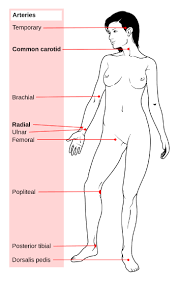 Arteries
Temporary
Common carotid
Brachial
Radial
Ulnar
Femoral
Popliteal
Posterior tibial
Dorsalis pedis